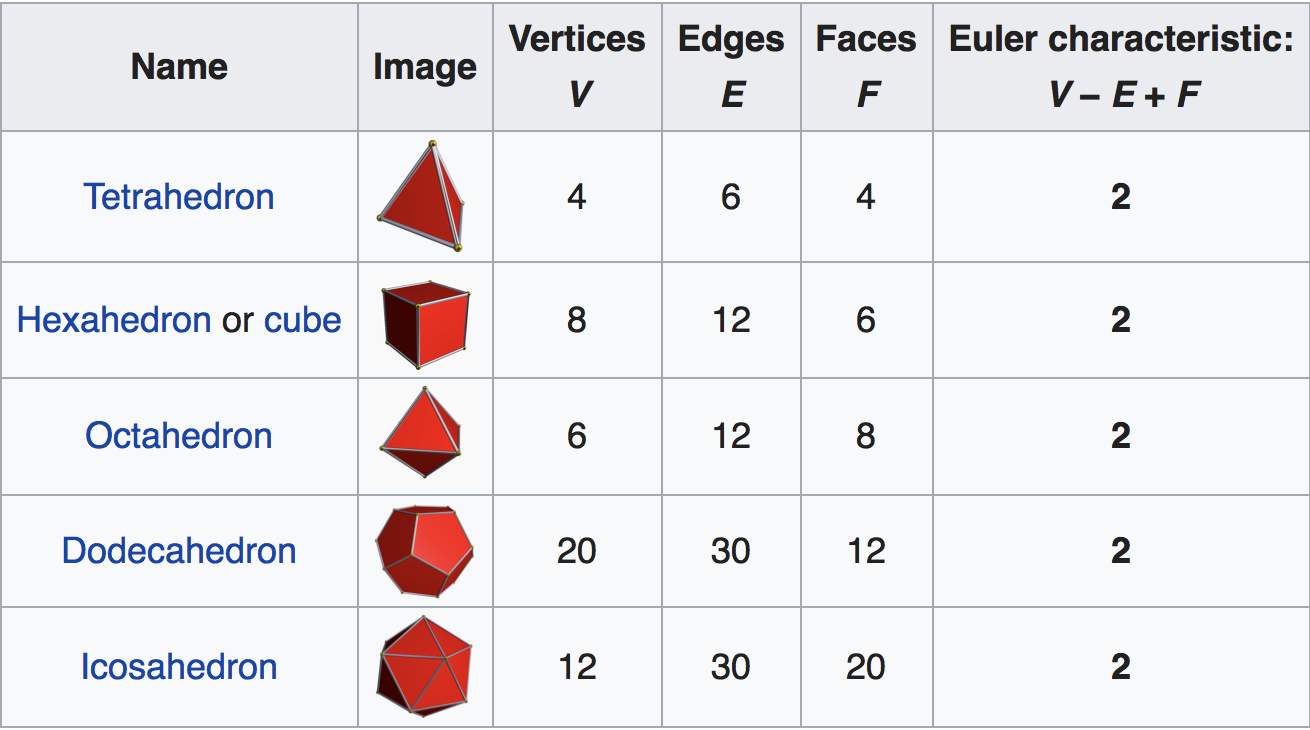 Name Image Vertices V Edges E Faces F Euler characteristic: V − E + F
Tetrahedron 4 6 4 2
Hexahedron or cube 8 12 6 2
Octahedron 6 12 8 2
Dodecahedron 20 30 12 2
Icosahedron 12 30 20 2